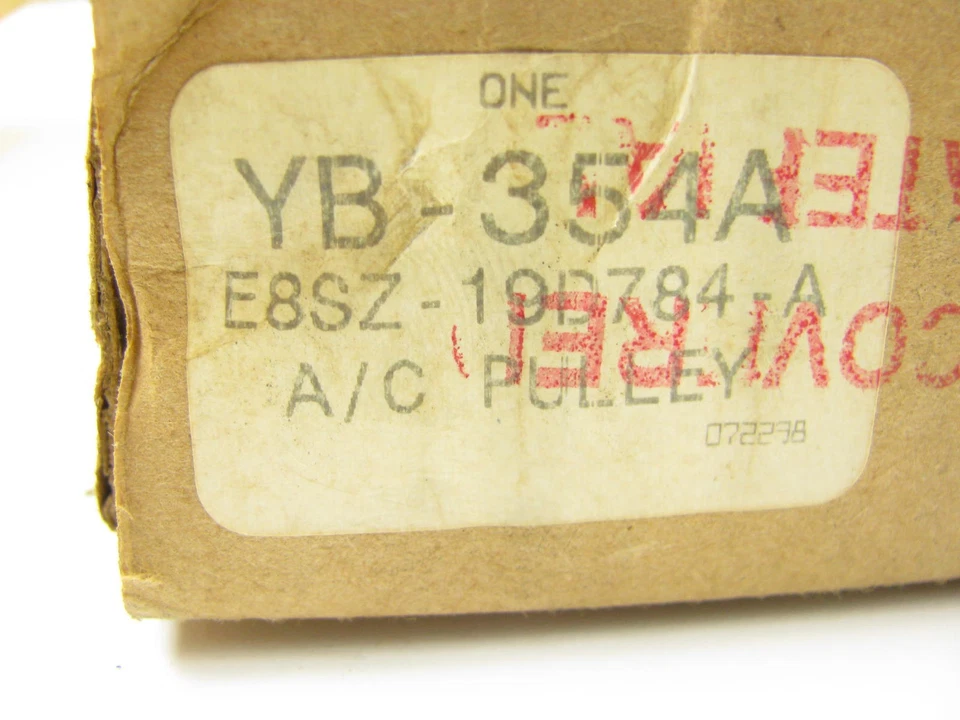 ONE
YB-354A
E8SZ-19D784-A
A/C PULLEY
072298